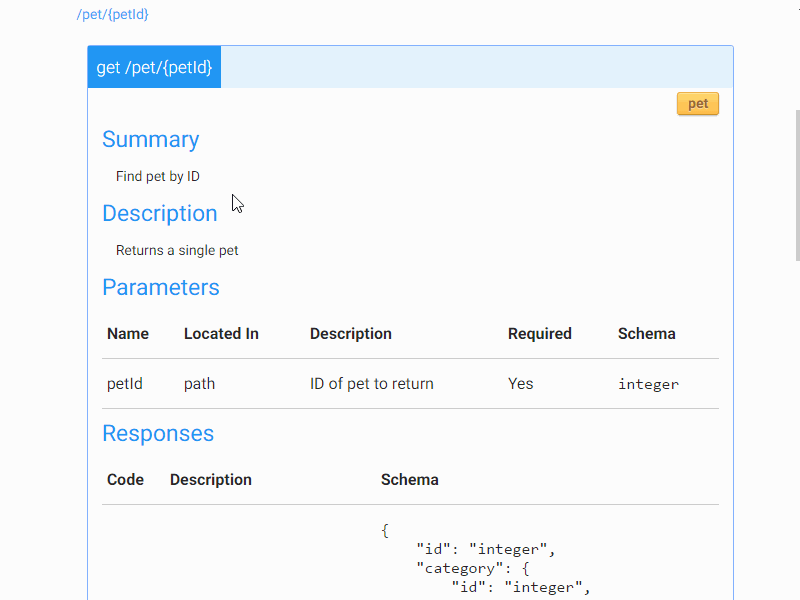 /pet/{petId}
get /pet/{petId}
pet
Summary
Find pet by ID
Description
Returns a single pet
Parameters
Name Located In Description Required Schema
petId path ID of pet to return Yes integer
Responses
Code Description Schema
{
"id": "integer",
"category": {
"id": "integer",